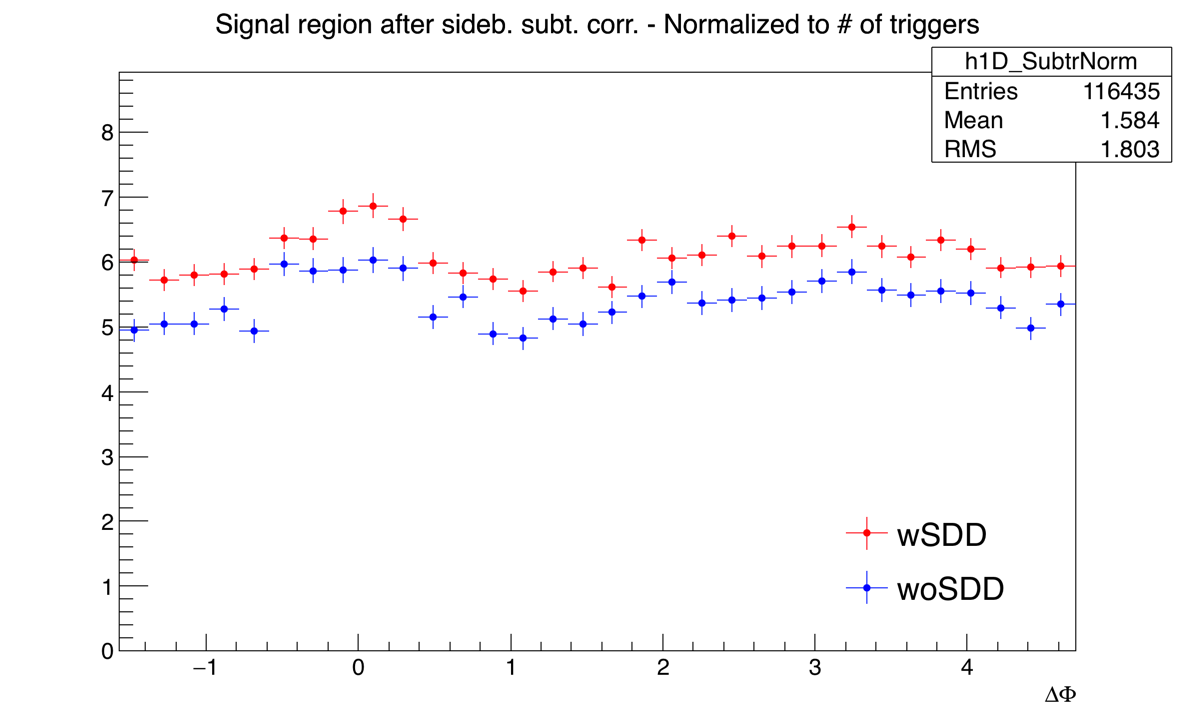 Signal region after sideb. subt. corr. - Normalized to # of triggers
h1D_SubtrNorm
Entries 116435
Mean 1.584
RMS 1.803
8
7
6
5
4
3
2
1
0
wSDD
woSDD
−1 0 1 2 3 4
ΔΦ